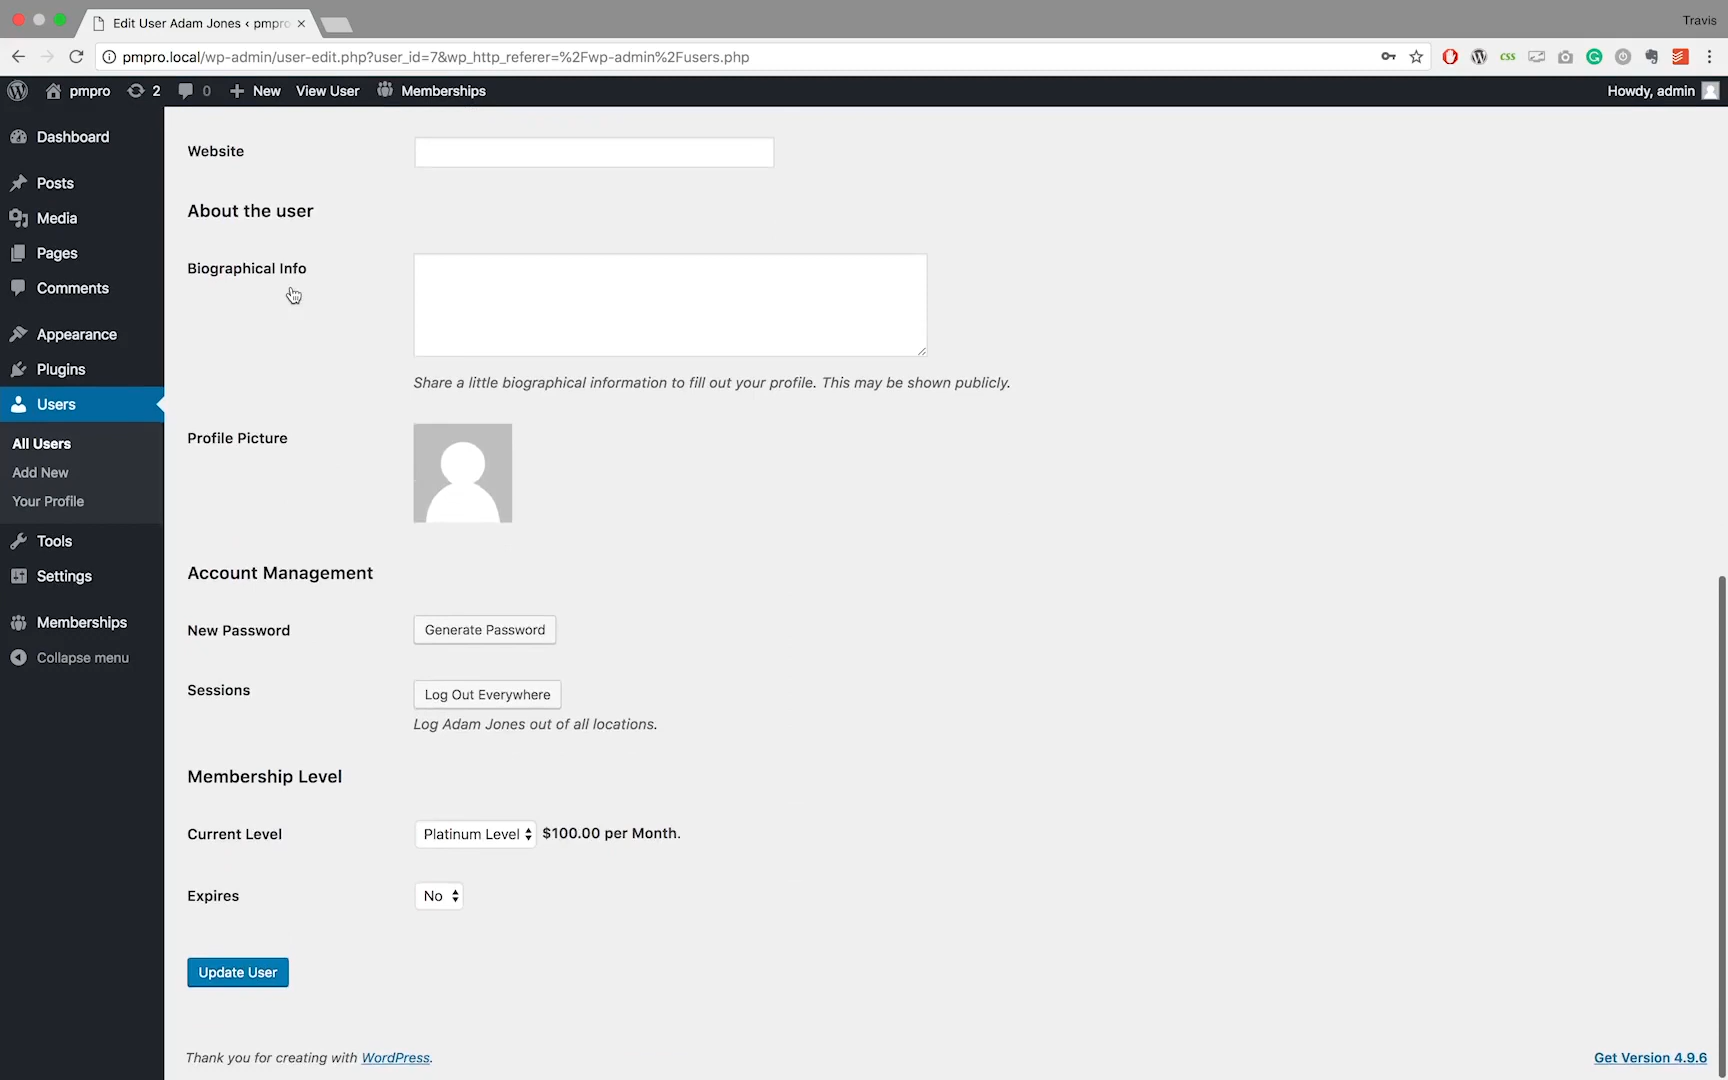 Edit User Adam Jones ‹ pmpro
Travis
pmpro.local/wp-admin/user-edit.php?user_id=7&wp_http_referer=%2Fwp-admin%2Fusers.php
css
pmpro 2 0 New View User Memberships
Howdy, admin
Dashboard
Posts
Media
Pages
Comments
Appearance
Plugins
Users
All Users
Add New
Your Profile
Tools
Settings
Memberships
Collapse menu
Website
About the user
Biographical Info
Share a little biographical information to fill out your profile. This may be shown publicly.
Profile Picture
Account Management
New Password Generate Password
Sessions Log Out Everywhere
Log Adam Jones out of all locations.
Membership Level
Current Level Platinum Level $100.00 per Month.
Expires No
Update User
Thank you for creating with WordPress.
Get Version 4.9.6